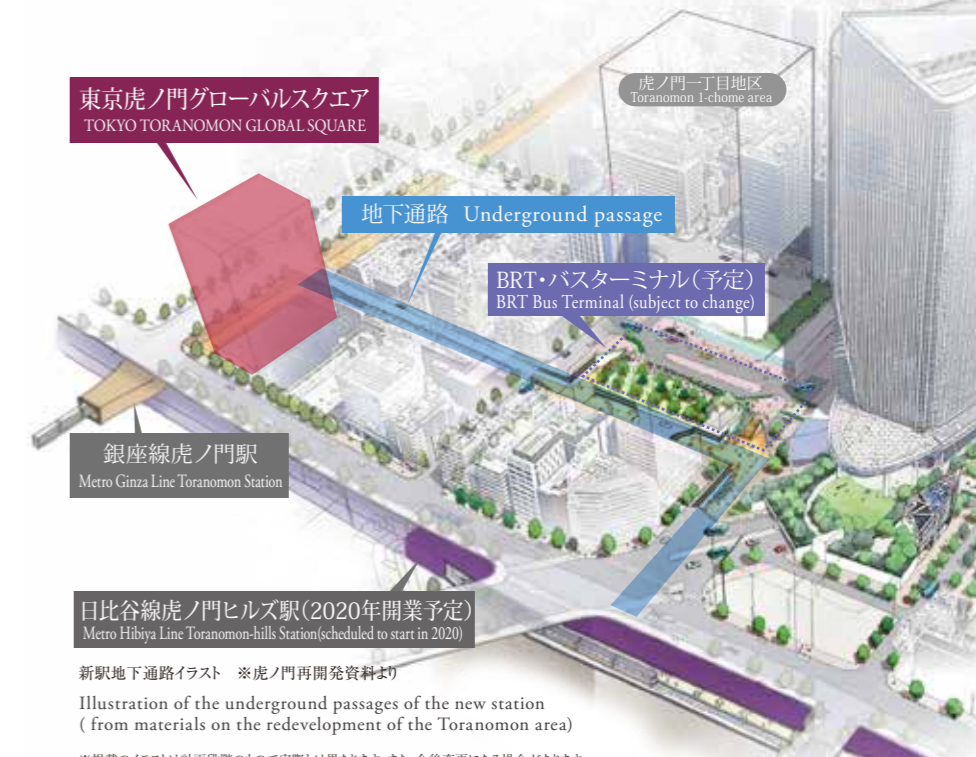 虎ノ門一丁目地区
Toranomon 1-chome area
東京虎ノ門グローバルスクエア
TOKYO TORANOMON GLOBAL SQUARE
地下通路 Underground passage
BRT・バスターミナル(予定)
BRT Bus Terminal (subject to change)
銀座線虎ノ門駅
Metro Ginza Line Toranomon Station
日比谷線虎ノ門ヒルズ駅(2020年開業予定)
Metro Hibiya Line Toranomon-hills Station(scheduled to start in 2020)
新駅地下通路イラスト ※虎ノ門再開発資料より
Illustration of the underground passages of the new station
( from materials on the redevelopment of the Toranomon area)